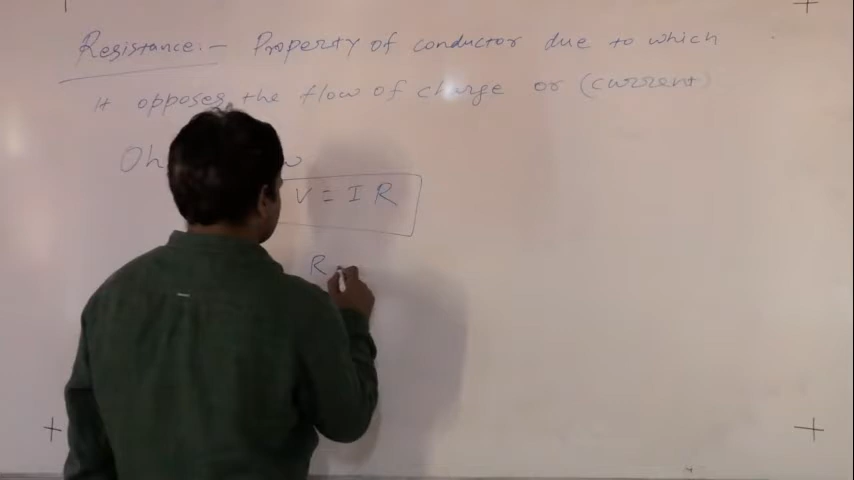 Resistance:- Property of conductor due to which
it opposes the flow of charge or (current)
V = I R
R